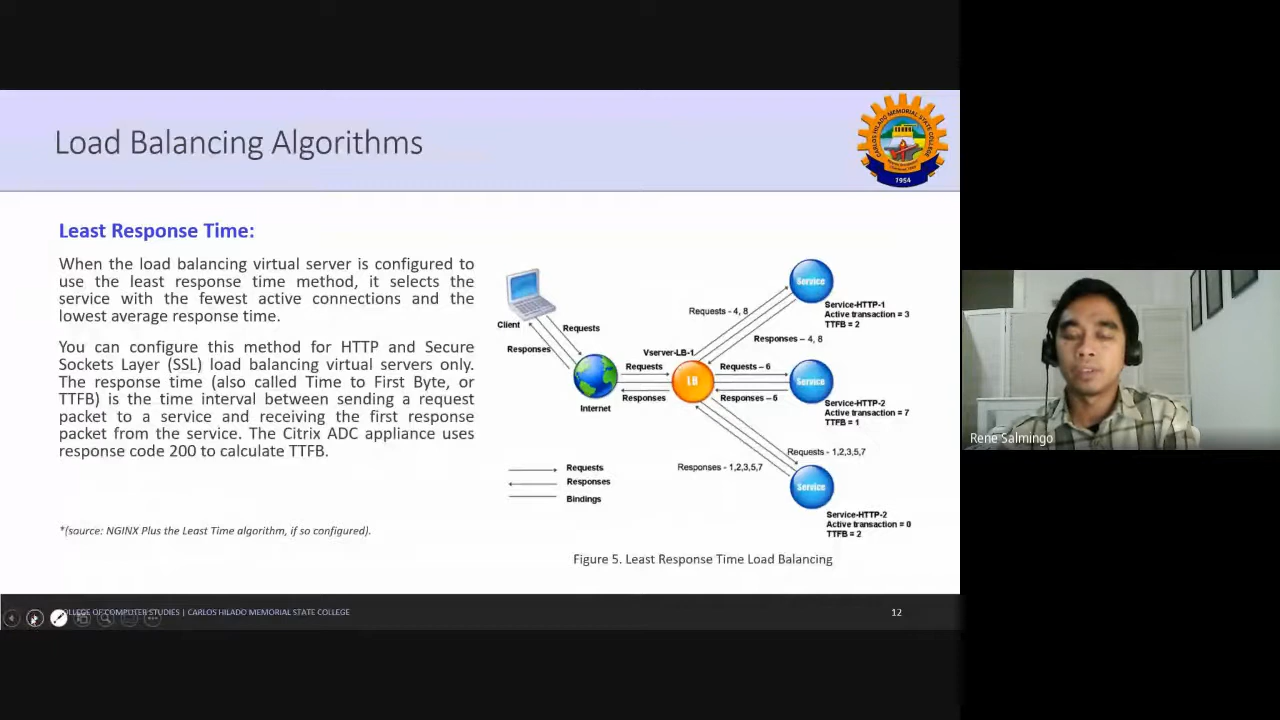 Load Balancing Algorithms
CARLOS HILADO MEMORIAL STATE COLLEGE
1954
Least Response Time:
When the load balancing virtual server is configured to
use the least response time method, it selects the
service with the fewest active connections and the
lowest average response time.
You can configure this method for HTTP and Secure
Sockets Layer (SSL) load balancing virtual servers only.
The response time (also called Time to First Byte, or
TTFB) is the time interval between sending a request
packet to a service and receiving the first response
packet from the service. The Citrix ADC appliance uses
response code 200 to calculate TTFB.
*(source: NGINX Plus the Least Time algorithm, if so configured).
Client
Requests
Responses
Internet
Requests
Responses
Vserver-LB-1
LB
Requests - 4, 8
Responses – 4, 8
Service
Service-HTTP-1
Active transaction = 3
TTFB = 2
Requests – 6
Responses – 6
Service
Service-HTTP-2
Active transaction = 7
TTFB = 1
Requests - 1,2,3,5,7
Responses - 1,2,3,5,7
Service
Service-HTTP-2
Active transaction = 0
TTFB = 2
Requests
Responses
Bindings
Figure 5. Least Response Time Load Balancing
COLLEGE OF COMPUTER STUDIES | CARLOS HILADO MEMORIAL STATE COLLEGE
12
Rene Salmingo